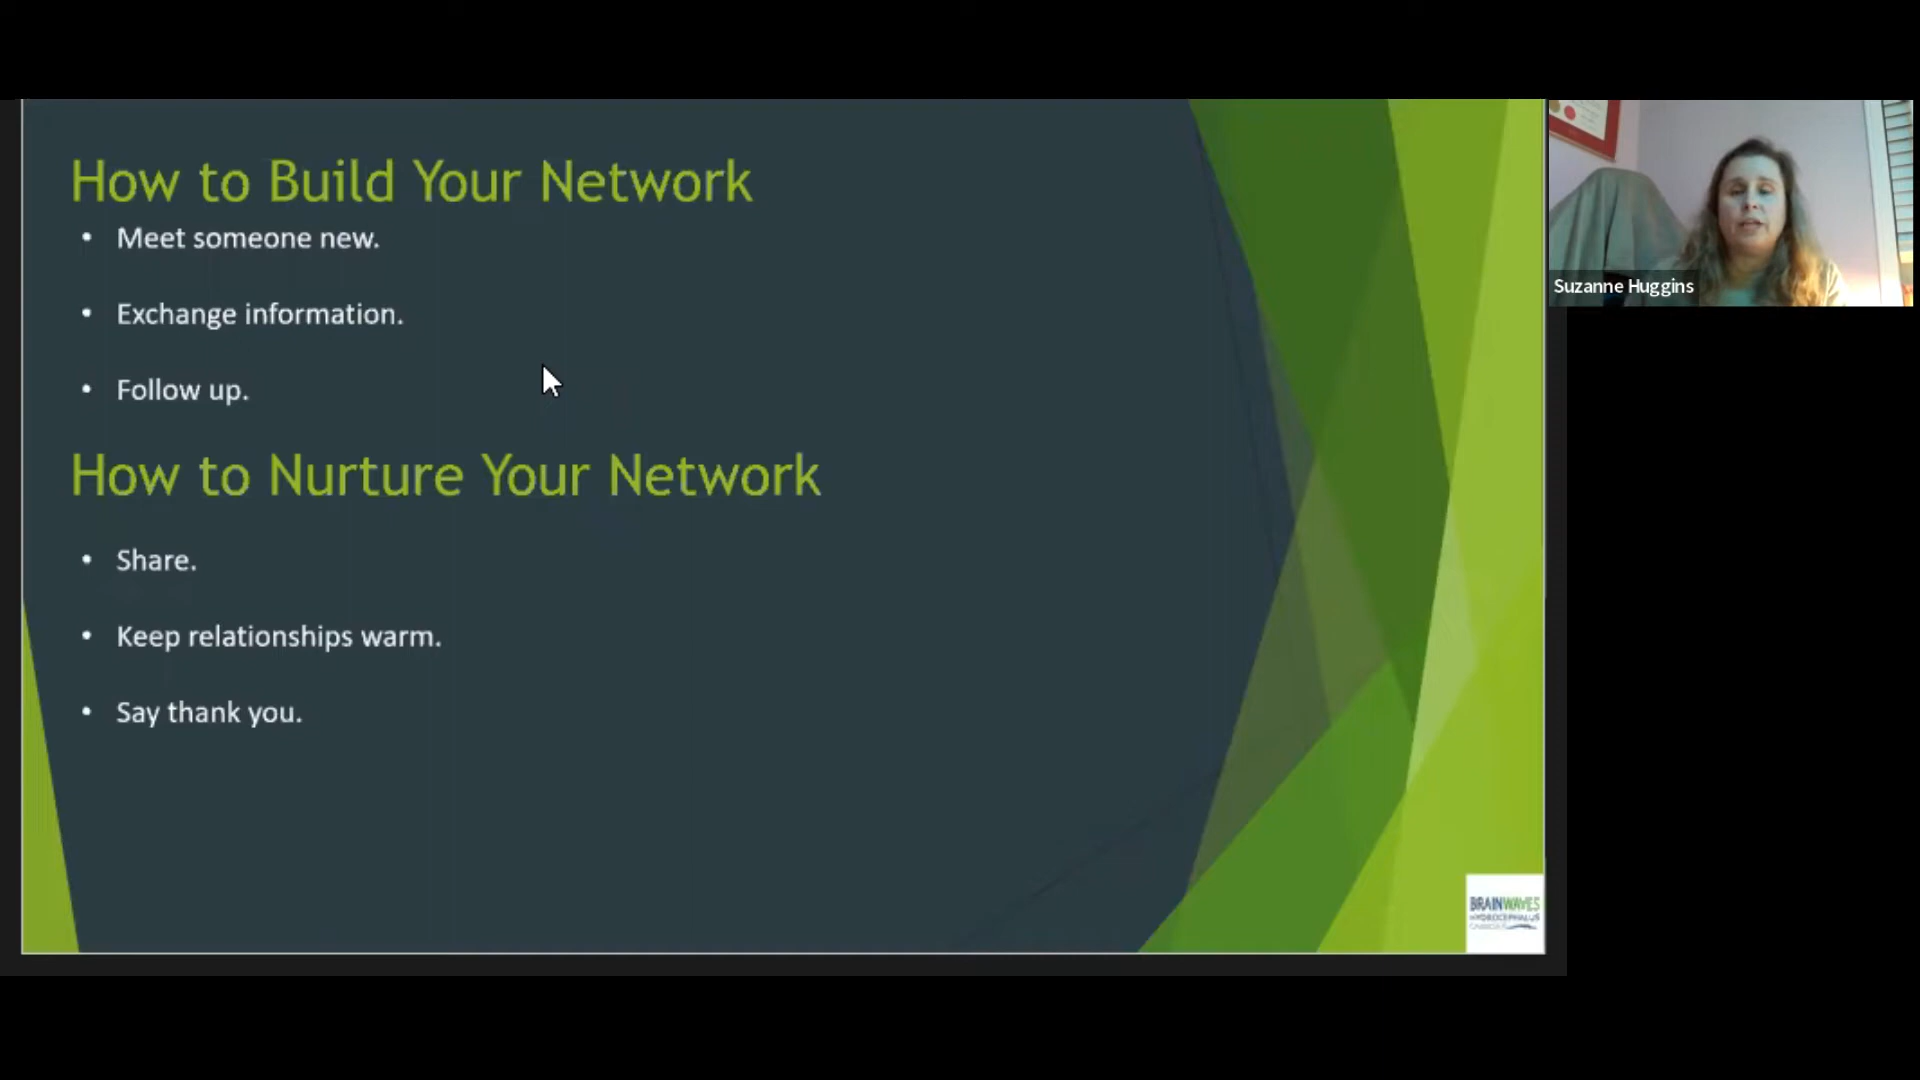 How to Build Your Network
• Meet someone new.
• Exchange information.
• Follow up.
How to Nurture Your Network
• Share.
• Keep relationships warm.
• Say thank you.
Suzanne Huggins
BRAINWAVES
HYDROCEPHALUS